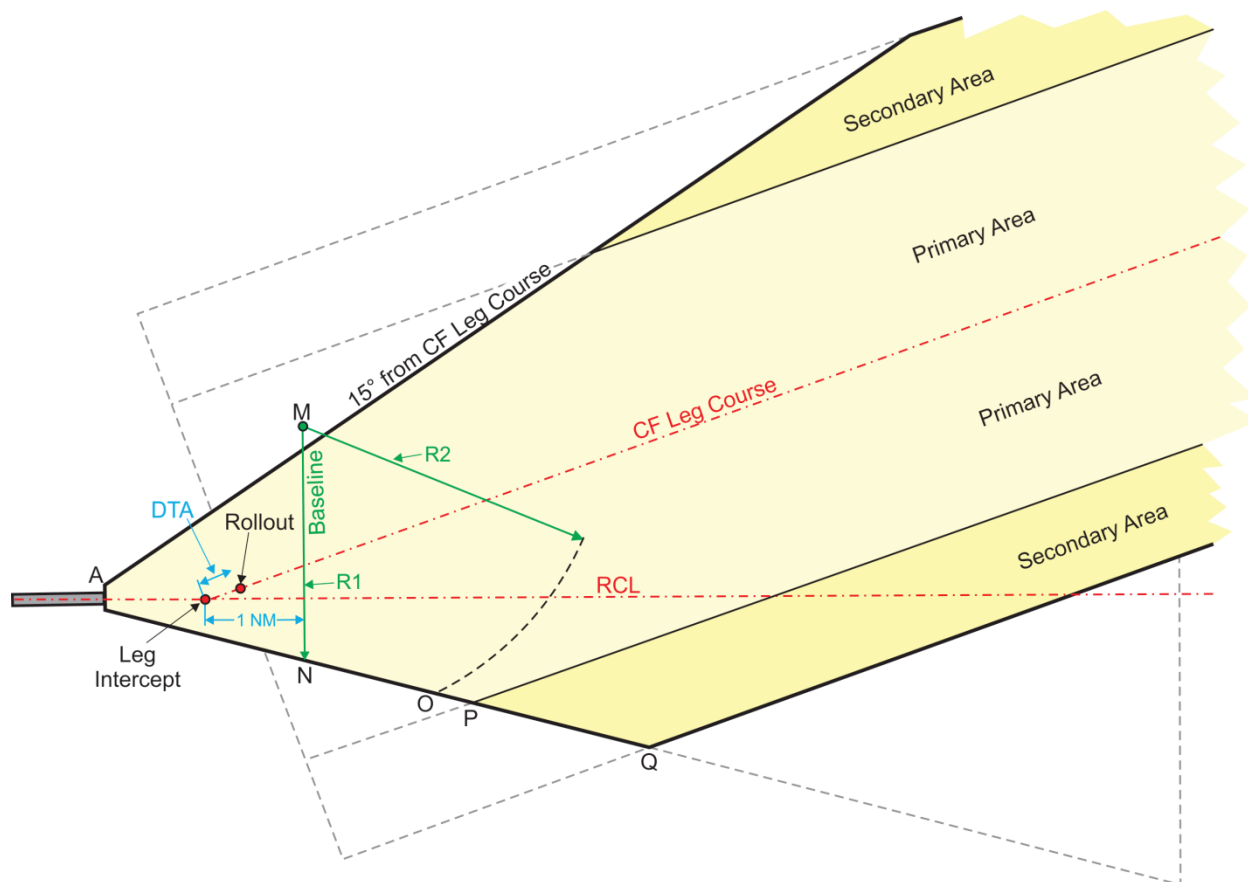 Secondary Area
Primary Area
15° from CF Leg Course
CF Leg Course
Primary Area
M
R2
Baseline
DTA
Rollout
A
R1
RCL
1 NM
Leg
Intercept
N
Secondary Area
O
P
Q